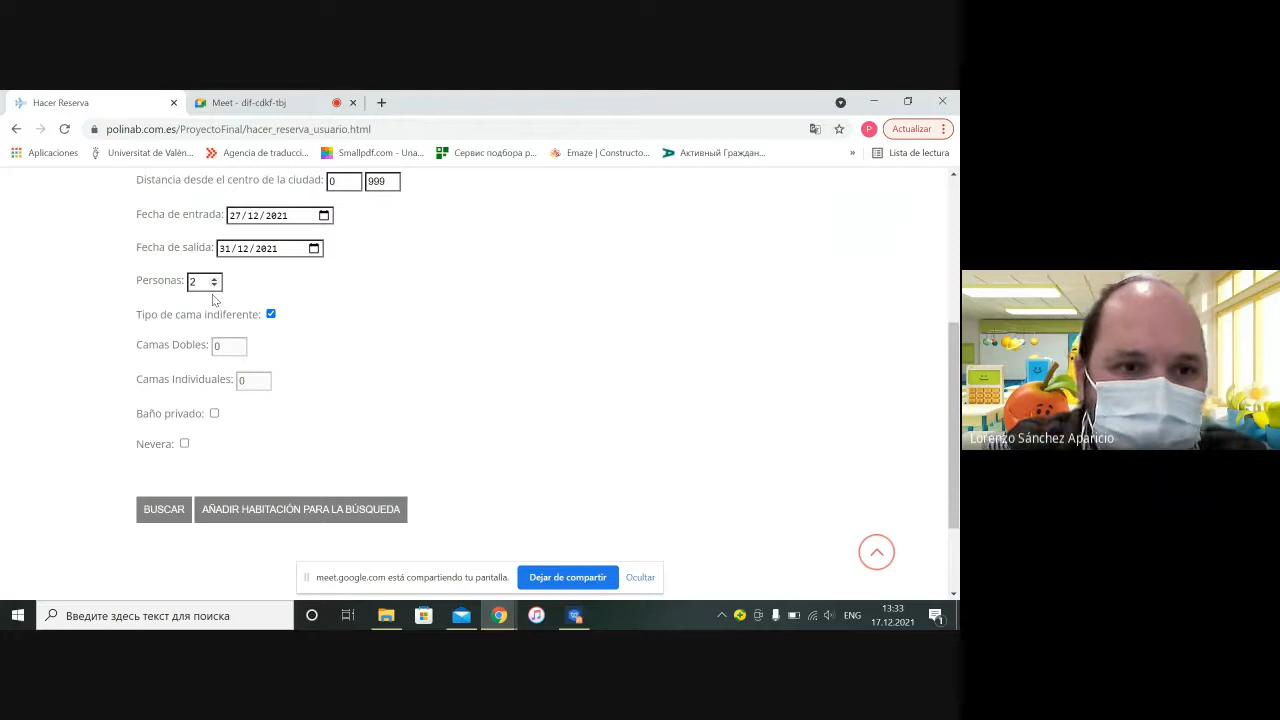 Hacer Reserva
Meet - dif-cdkf-tbj
polinab.com.es/ProyectoFinal/hacer_reserva_usuario.html
Actualizar
Aplicaciones
Universitat de Valèn...
Agencia de traducci...
Smallpdf.com - Una...
Сервис подбора р...
Emaze | Constructo...
Активный Граждан...
»
Lista de lectura
Distancia desde el centro de la ciudad: 0 999
Fecha de entrada: 27/12/2021
Fecha de salida: 31/12/2021
Personas: 2
Tipo de cama indiferente:
Camas Dobles: 0
Camas Individuales: 0
Baño privado:
Nevera:
BUSCAR AÑADIR HABITACIÓN PARA LA BÚSQUEDA
meet.google.com está compartiendo tu pantalla. Dejar de compartir Ocultar
Введите здесь текст для поиска
ENG
13:33
17.12.2021
Lorenzo Sánchez Aparicio